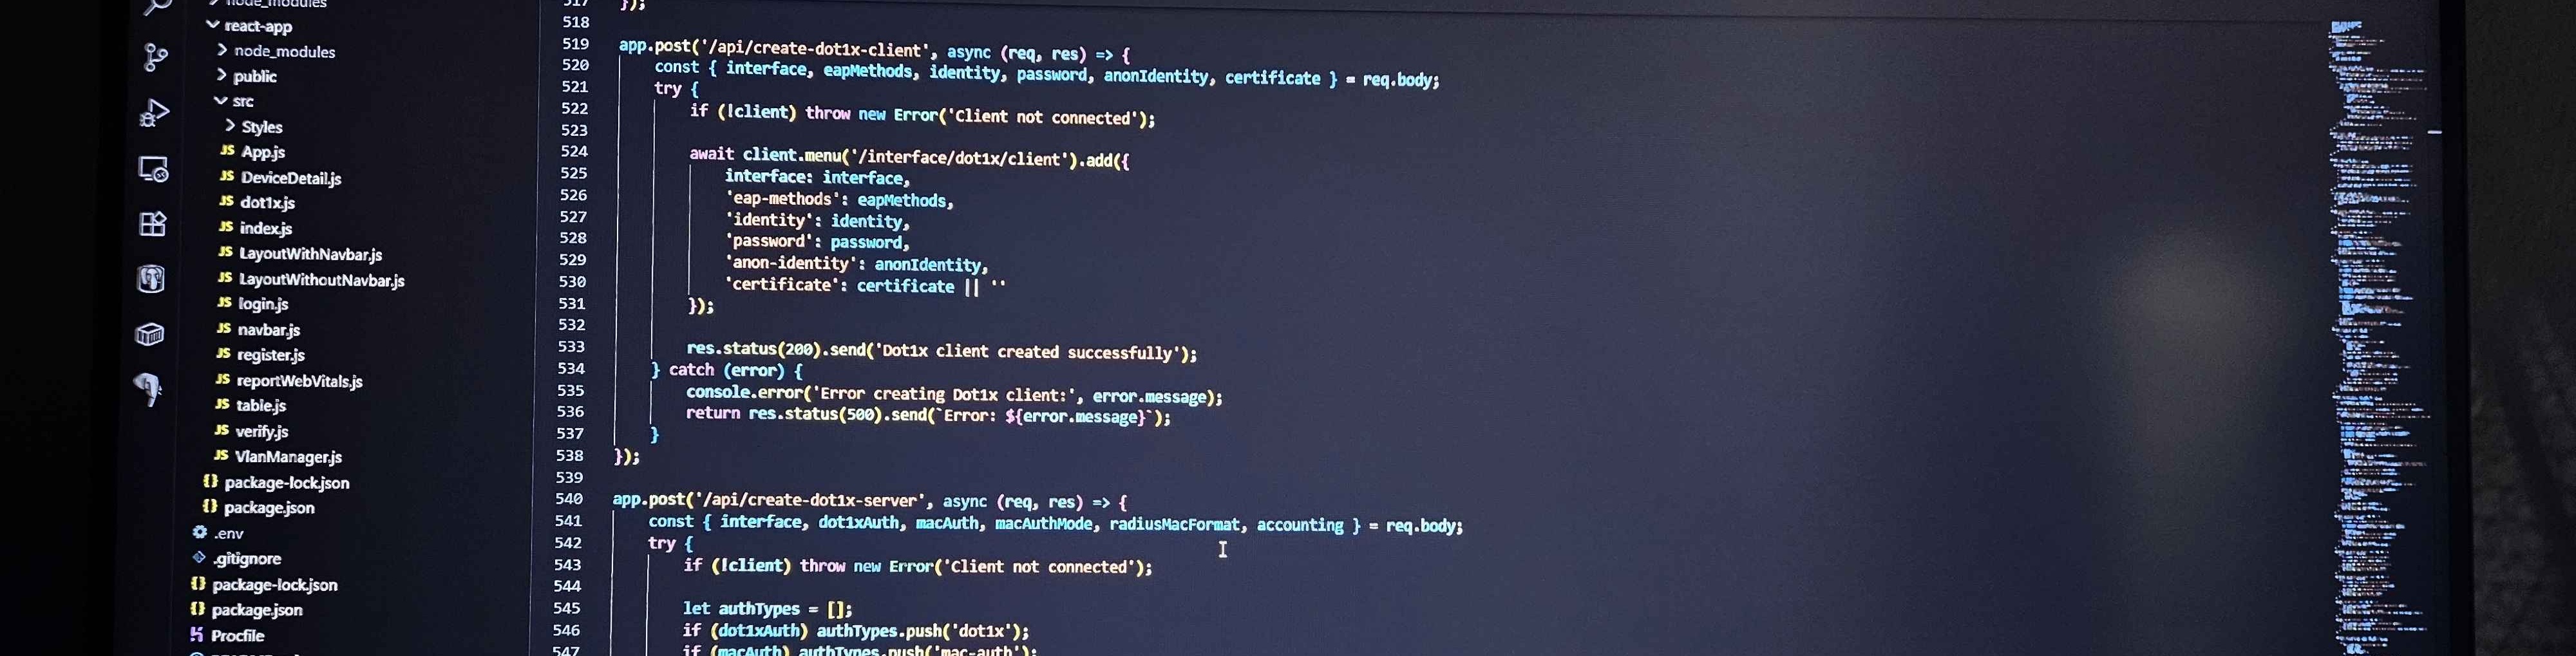 node_modules
react-app
node_modules
public
src
Styles
JS App.js
JS DeviceDetail.js
JS dot1x.js
JS index.js
JS LayoutWithNavbar.js
JS LayoutWithoutNavbar.js
JS login.js
JS navbar.js
JS register.js
JS reportWebVitals.js
JS table.js
JS verify.js
JS VlanManager.js
{} package-lock.json
{} package.json
.env
.gitignore
{} package-lock.json
{} package.json
Procfile
517 });
518
519 app.post('/api/create-dot1x-client', async (req, res) => {
520 const { interface, eapMethods, identity, password, anonIdentity, certificate } = req.body;
521 try {
522 if (!client) throw new Error('Client not connected');
523
524 await client.menu('/interface/dot1x/client').add({
525 interface: interface,
526 'eap-methods': eapMethods,
527 'identity': identity,
528 'password': password,
529 'anon-identity': anonIdentity,
530 'certificate': certificate || ''
531 });
532
533 res.status(200).send('Dot1x client created successfully');
534 } catch (error) {
535 console.error('Error creating Dot1x client:', error.message);
536 return res.status(500).send(`Error: ${error.message}`);
537 }
538 });
539
540 app.post('/api/create-dot1x-server', async (req, res) => {
541 const { interface, dot1xAuth, macAuth, macAuthMode, radiusMacFormat, accounting } = req.body;
542 try {
543 if (!client) throw new Error('Client not connected');
544
545 let authTypes = [];
546 if (dot1xAuth) authTypes.push('dot1x');
547 if (macAuth) authTypes.push('mac-auth');